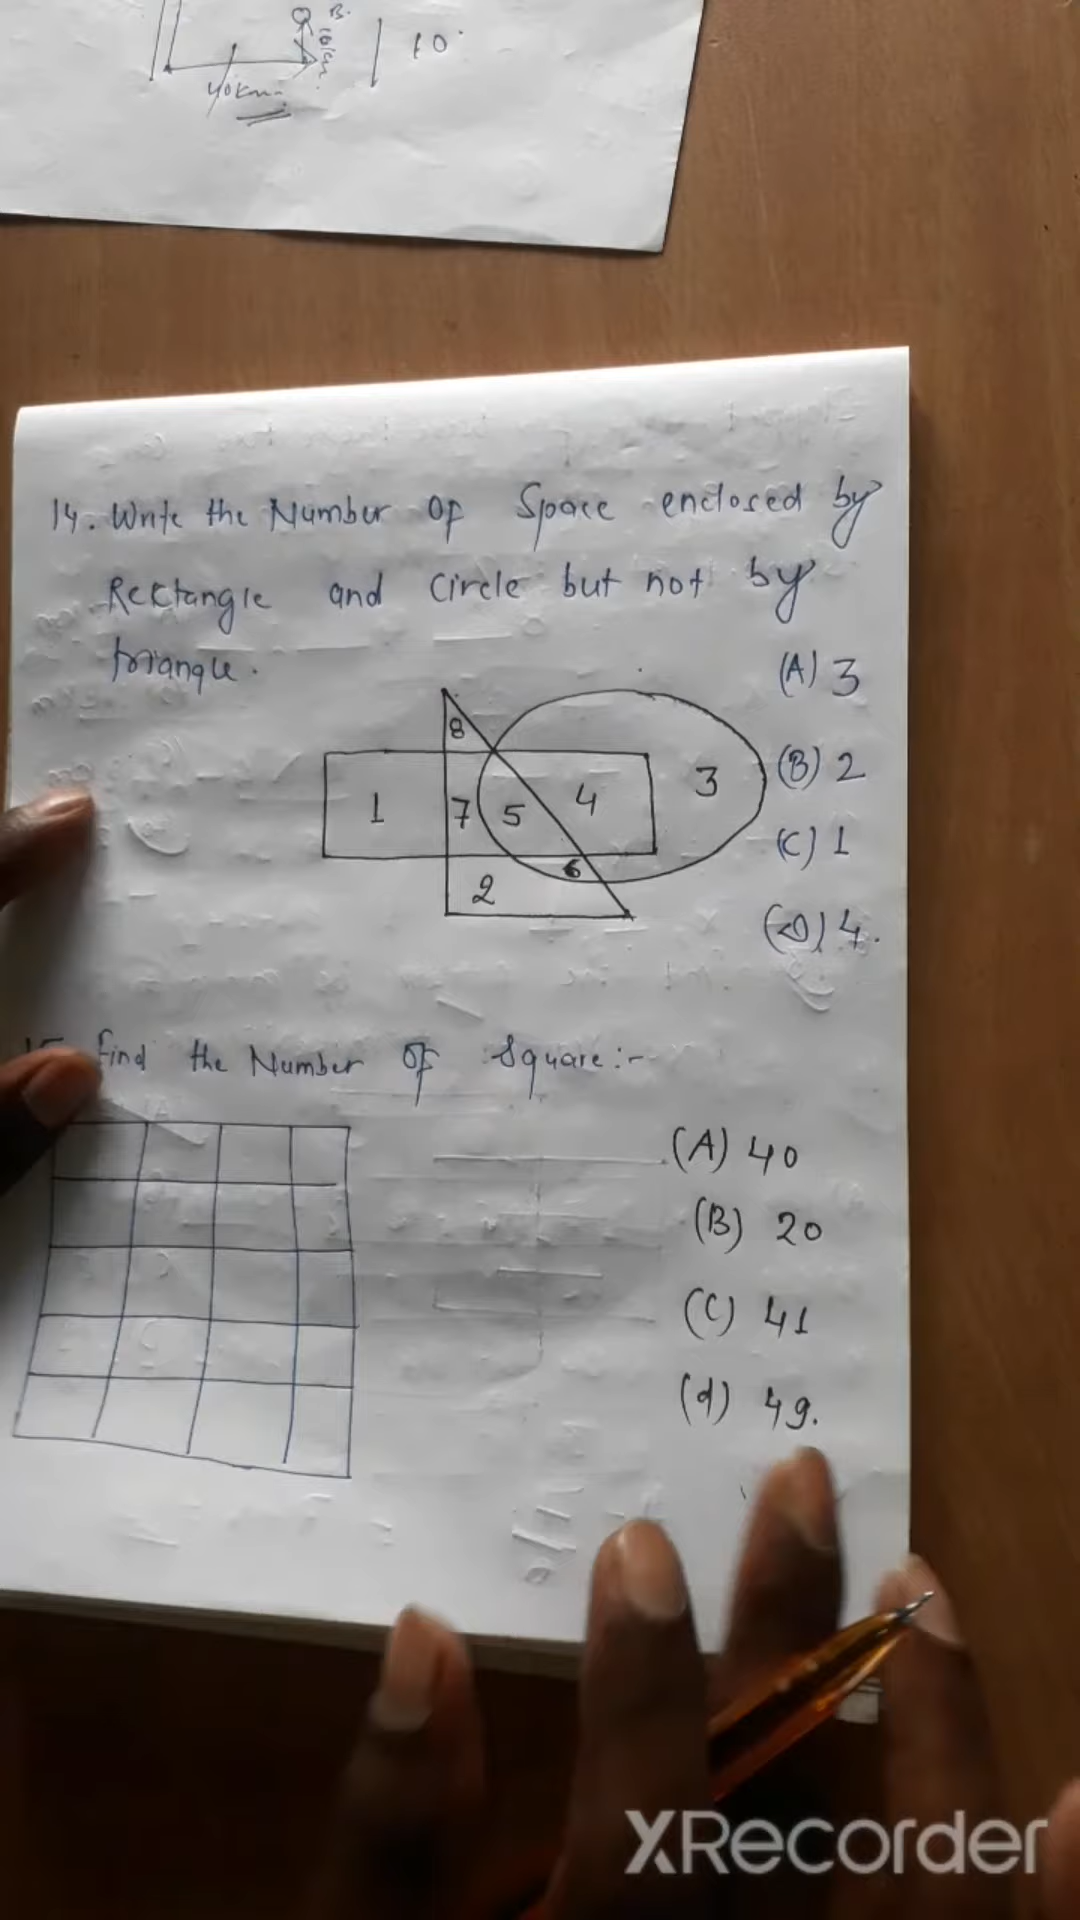 B.
10km
10
40km
14. Write the Number of Space enclosed by
Rectangle and Circle but not by
triangle.
(A) 3
(B) 2
(C) 1
(D) 4.
8
1
7
5
4
3
2
6
Find the Number of Square:-
(A) 40
(B) 20
(C) 41
(d) 49.
XRecorder